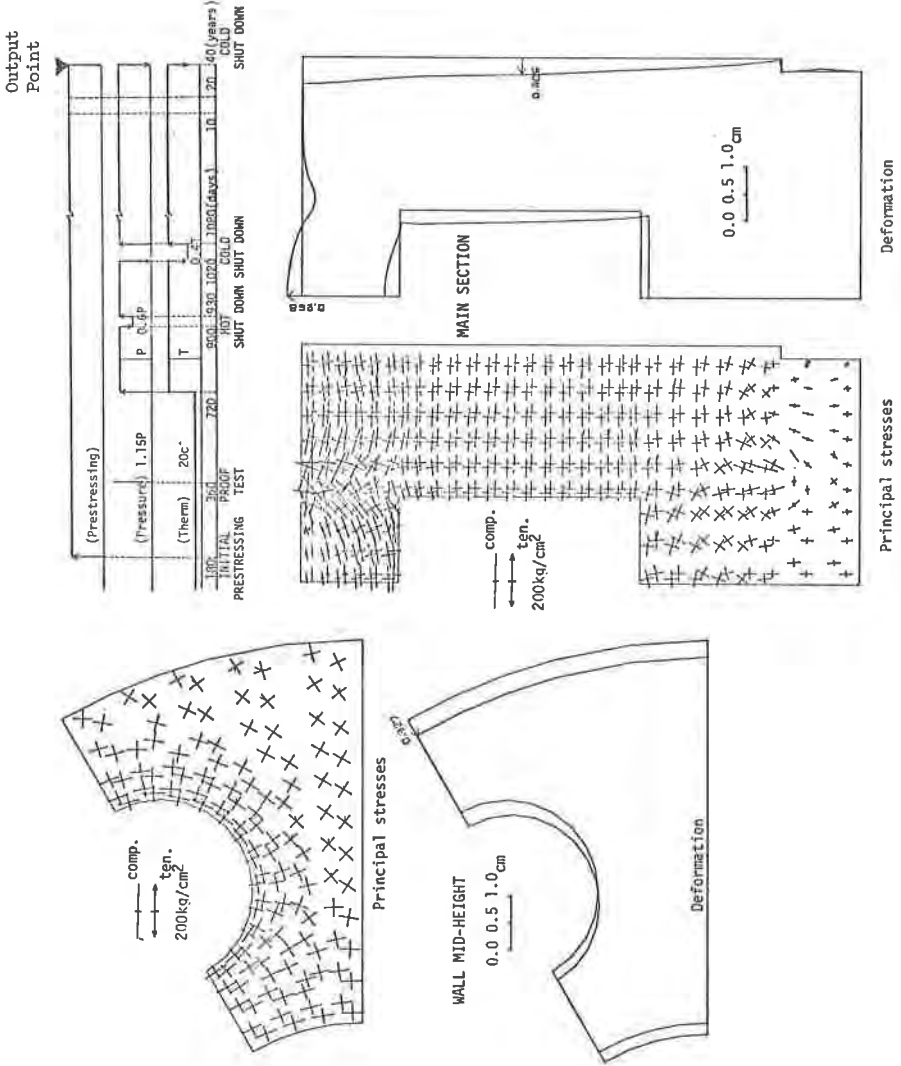 Output
Point
(Prestressing)
(Pressure) 1.15P
P
0.6P
(Therm) 20c
T
180
360
720
900
930
1020
1080(days)
10
20
40(years)
INITIAL
PRESTRESSING
PROOF
TEST
HOT
SHUT DOWN
COLD
SHUT DOWN
COLD
SHUT DOWN
comp.
ten.
200kg/cm²
Principal stresses
WALL MID-HEIGHT
0.0 0.5 1.0cm
0.927
Deformation
comp.
ten.
200kg/cm²
Principal stresses
MAIN SECTION
0.0 0.5 1.0cm
Deformation